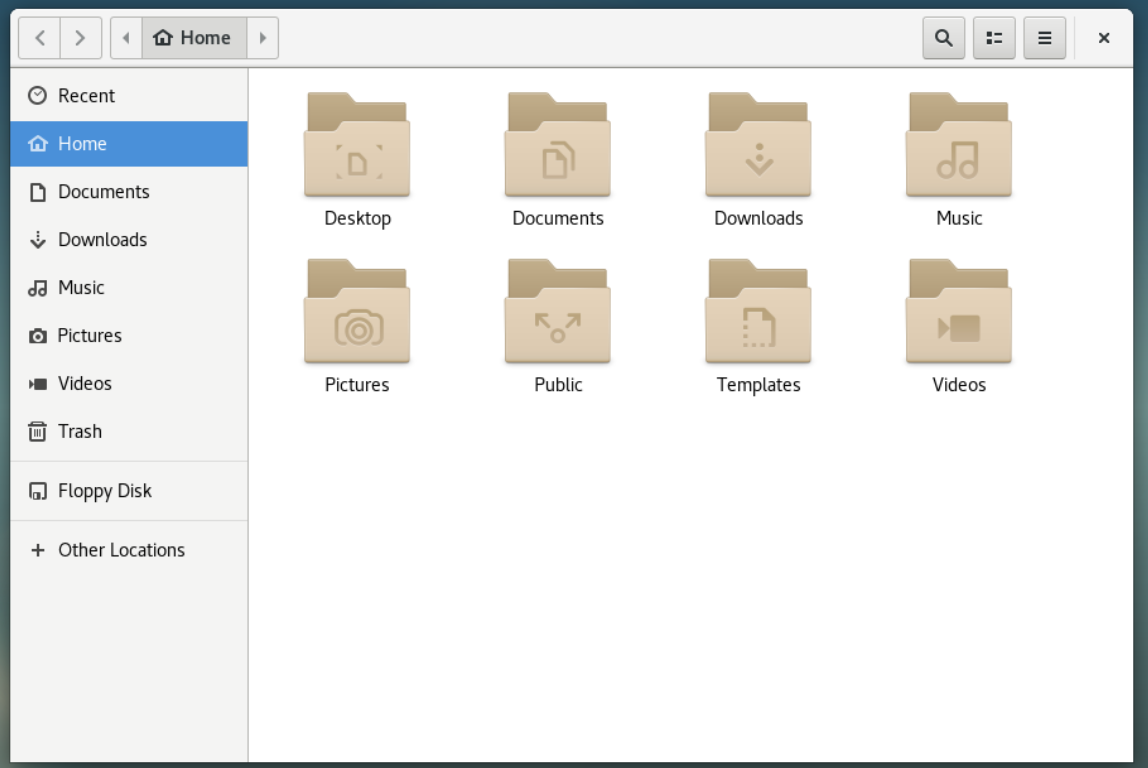 Home
Recent
Home
Documents
Downloads
Music
Pictures
Videos
Trash
Floppy Disk
Other Locations
Desktop Documents Downloads Music
Pictures Public Templates Videos